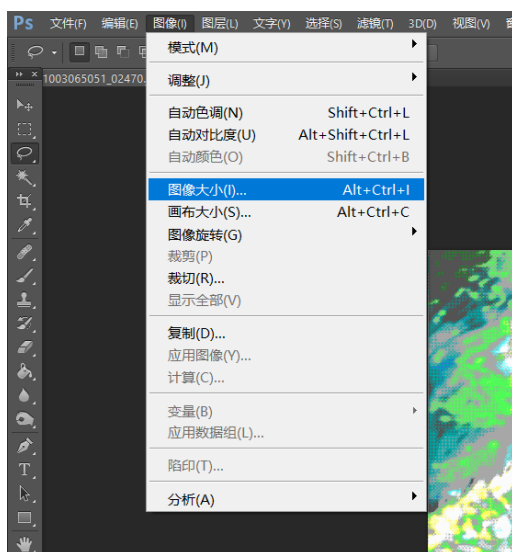 Ps 文件(F) 编辑(E) 图像(I) 图层(L) 文字(Y) 选择(S) 滤镜(T) 3D(D) 视图(V)
1003065051_02470.
模式(M)
调整(J)
自动色调(N) Shift+Ctrl+L
自动对比度(U) Alt+Shift+Ctrl+L
自动颜色(O) Shift+Ctrl+B
图像大小(I)... Alt+Ctrl+I
画布大小(S)... Alt+Ctrl+C
图像旋转(G)
裁剪(P)
裁切(R)...
显示全部(V)
复制(D)...
应用图像(Y)...
计算(C)...
变量(B)
应用数据组(L)...
陷印(T)...
分析(A)